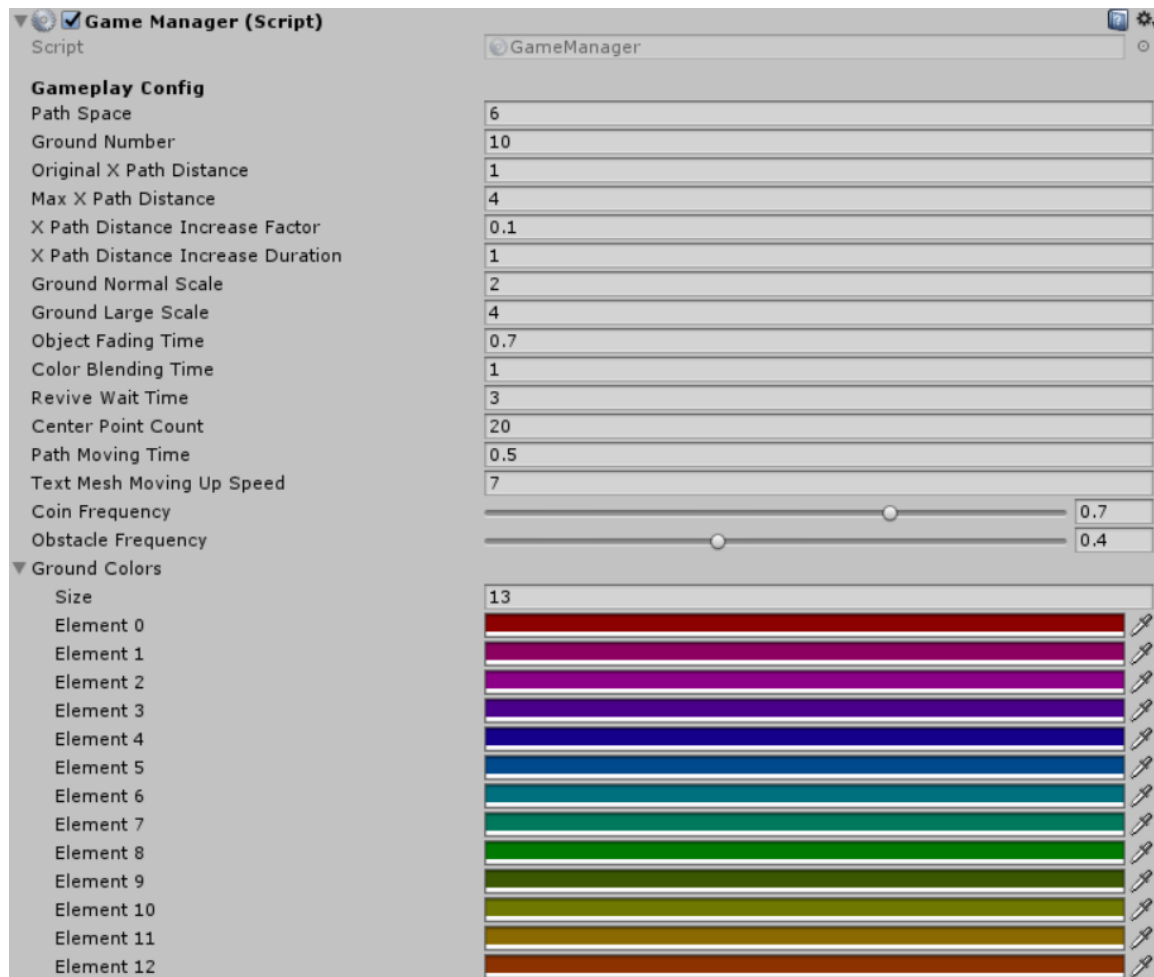 Game Manager (Script)
Script GameManager
Gameplay Config
Path Space 6
Ground Number 10
Original X Path Distance 1
Max X Path Distance 4
X Path Distance Increase Factor 0.1
X Path Distance Increase Duration 1
Ground Normal Scale 2
Ground Large Scale 4
Object Fading Time 0.7
Color Blending Time 1
Revive Wait Time 3
Center Point Count 20
Path Moving Time 0.5
Text Mesh Moving Up Speed 7
Coin Frequency 0.7
Obstacle Frequency 0.4
Ground Colors
Size 13
Element 0
Element 1
Element 2
Element 3
Element 4
Element 5
Element 6
Element 7
Element 8
Element 9
Element 10
Element 11
Element 12